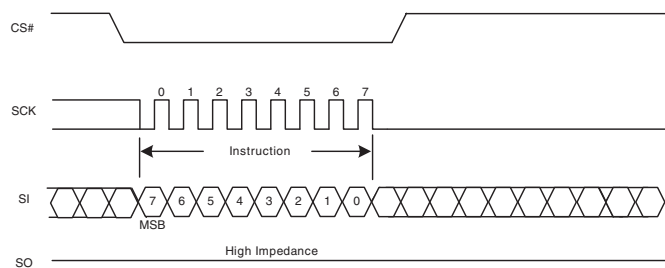 CS#
0 1 2 3 4 5 6 7
SCK
Instruction
SI
7 6 5 4 3 2 1 0
MSB
High Impedance
SO